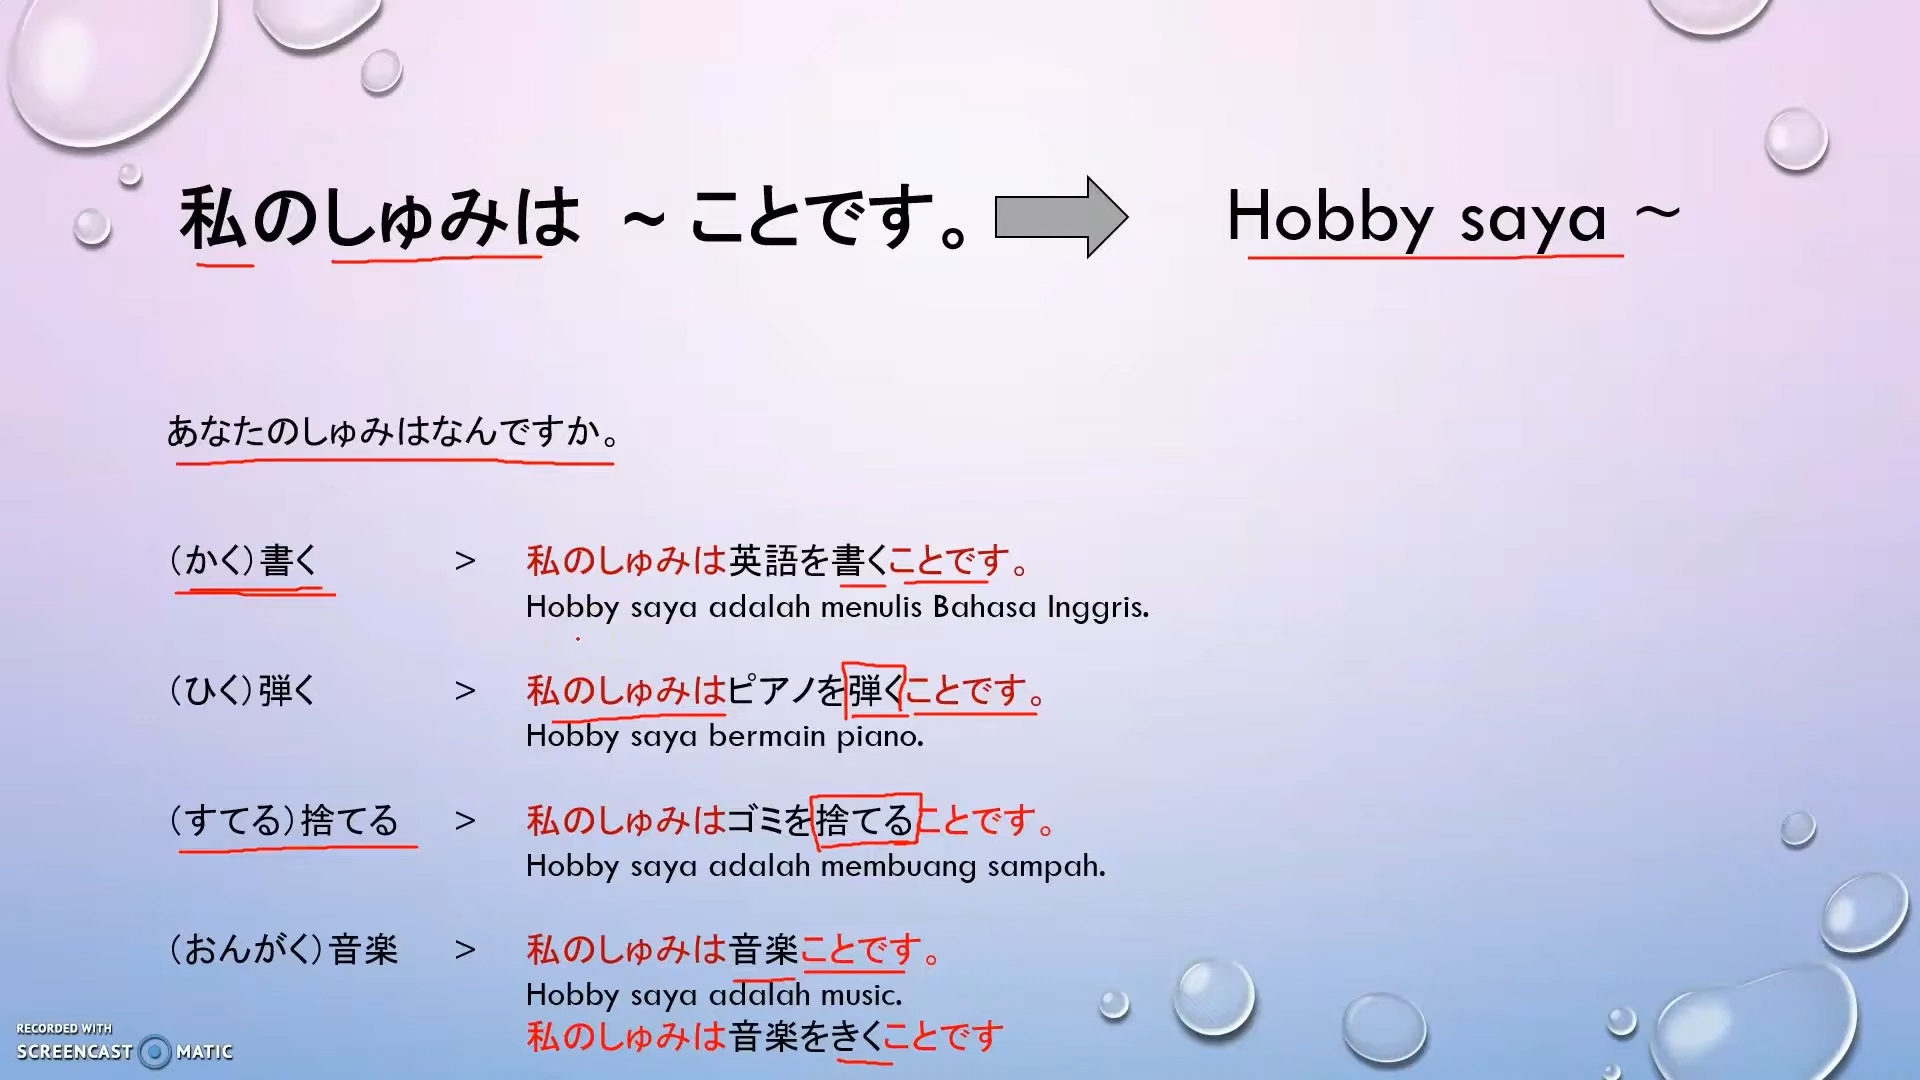 私のしゅみは ~ ことです。 Hobby saya ~
あなたのしゅみはなんですか。
(かく)書く > 私のしゅみは英語を書くことです。
Hobby saya adalah menulis Bahasa Inggris.
(ひく)弾く > 私のしゅみはピアノを弾くことです。
Hobby saya bermain piano.
(すてる)捨てる > 私のしゅみはゴミを捨てることです。
Hobby saya adalah membuang sampah.
(おんがく)音楽 > 私のしゅみは音楽ことです。
Hobby saya adalah music.
私のしゅみは音楽をきくことです
RECORDED WITH
SCREENCAST MATIC